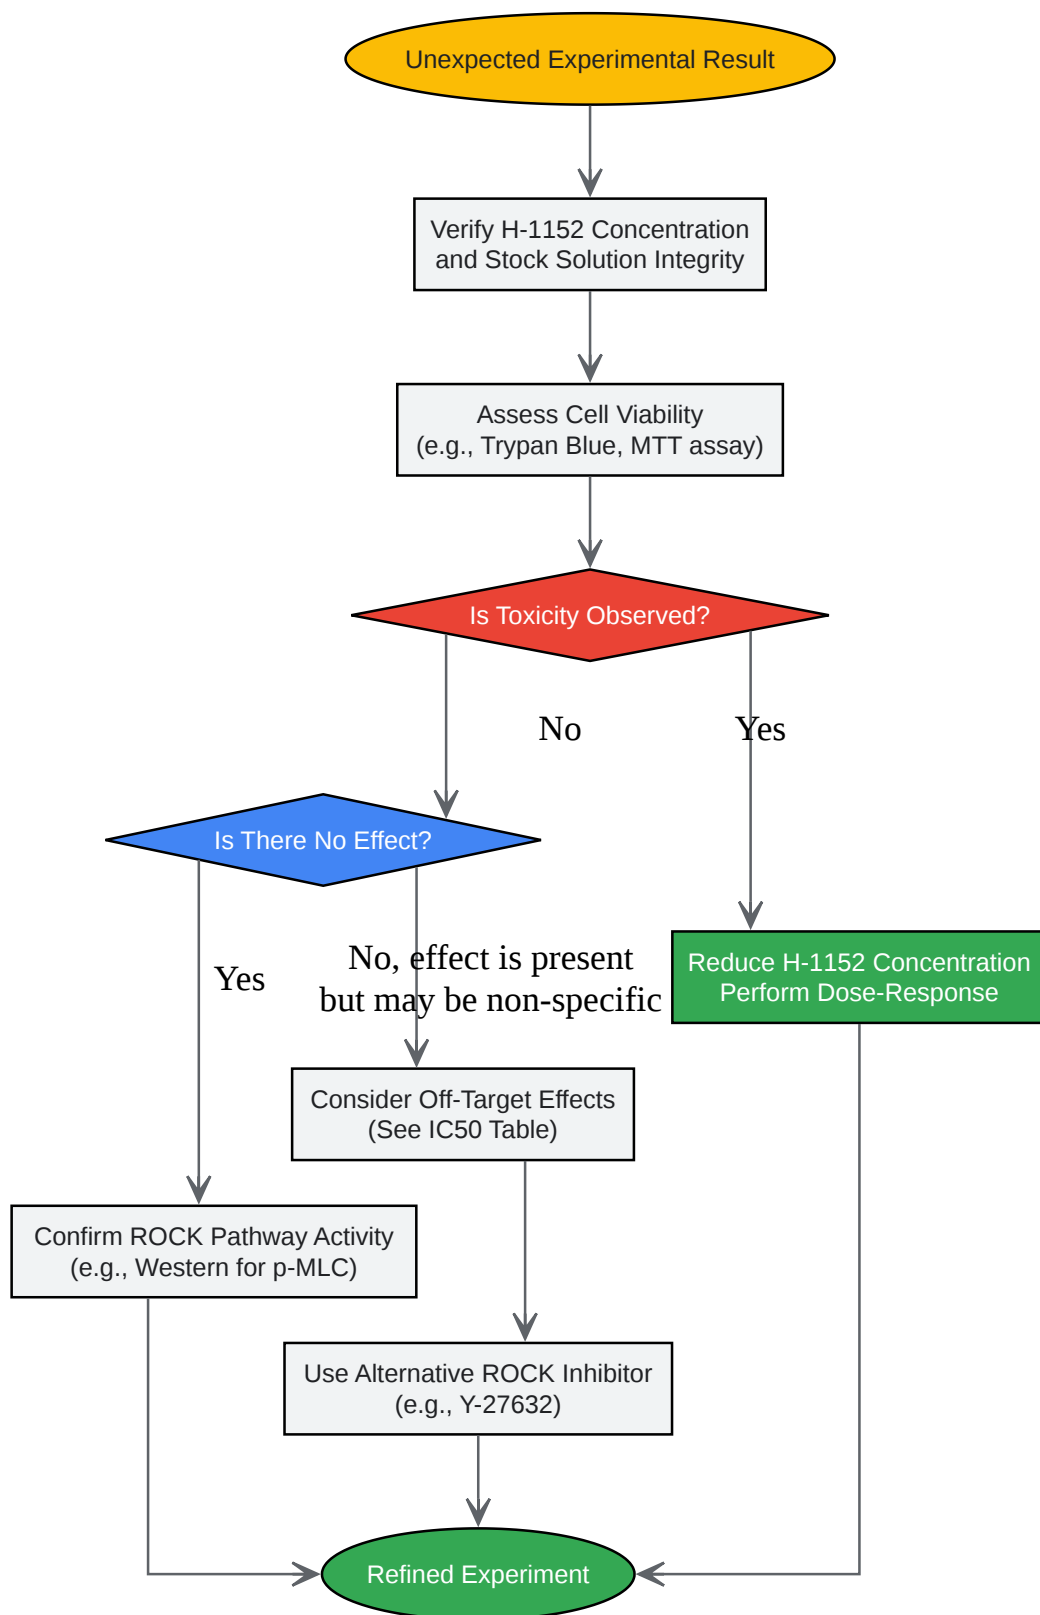 Unexpected Experimental Result
Verify H-1152 Concentration
and Stock Solution Integrity
Assess Cell Viability
(e.g., Trypan Blue, MTT assay)
Is Toxicity Observed?
No
Yes
Is There No Effect?
Yes
No, effect is present
but may be non-specific
Reduce H-1152 Concentration
Perform Dose-Response
Consider Off-Target Effects
(See IC50 Table)
Confirm ROCK Pathway Activity
(e.g., Western for p-MLC)
Use Alternative ROCK Inhibitor
(e.g., Y-27632)
Refined Experiment